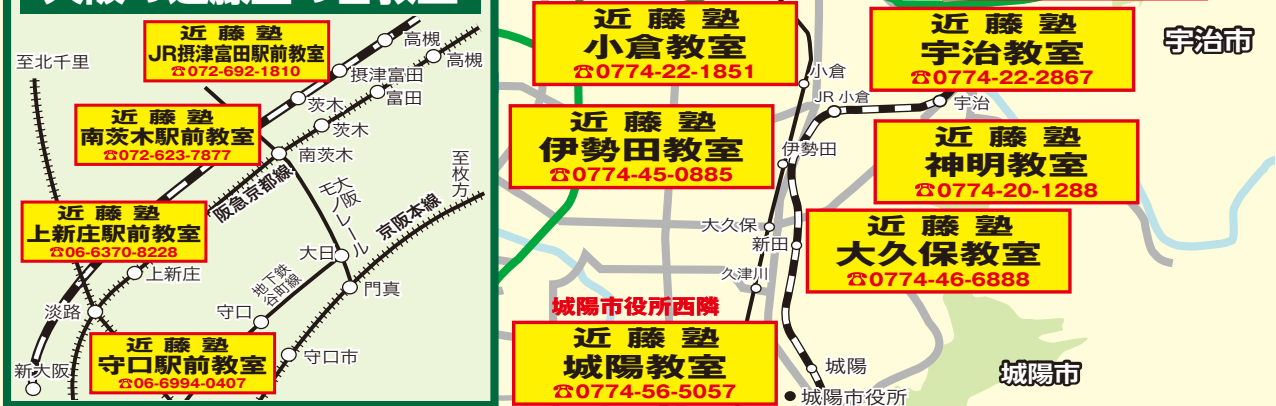 近藤塾
JR摂津富田駅前教室
☎072-692-1810
至北千里
高槻
高槻
摂津富田
富田
茨木
茨木
近藤塾
南茨木駅前教室
☎072-623-7877
南茨木
阪急京都線
大阪モノレール
京阪本線
至枚方
近藤塾
上新庄駅前教室
☎06-6370-8228
上新庄
大日
地下鉄
谷町線
門真
淡路
守口
守口市
近藤塾
守口駅前教室
☎06-6994-0407
新大阪
近藤塾
小倉教室
☎0774-22-1851
近藤塾
宇治教室
☎0774-22-2867
宇治市
小倉
JR小倉
宇治
近藤塾
伊勢田教室
☎0774-45-0885
伊勢田
近藤塾
神明教室
☎0774-20-1288
大久保
新田
近藤塾
大久保教室
☎0774-46-6888
久津川
城陽市役所西隣
近藤塾
城陽教室
☎0774-56-5057
城陽
城陽市
城陽市役所